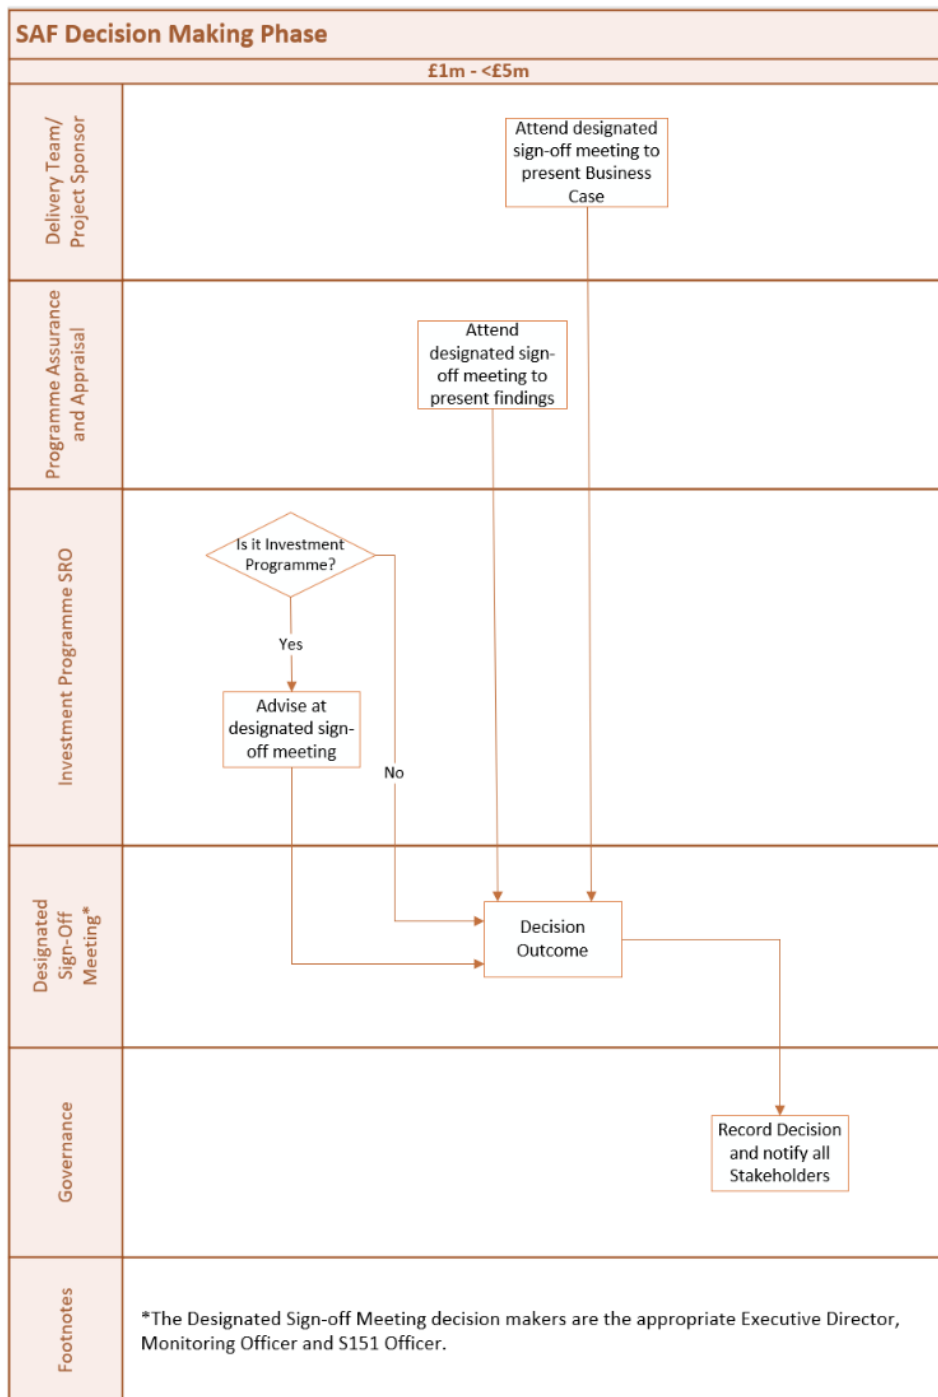 SAF Decision Making Phase
£1m - <£5m
Delivery Team/
Project Sponsor
Attend designated
sign-off meeting to
present Business
Case
Programme Assurance
and Appraisal
Attend
designated sign-
off meeting to
present findings
Investment Programme SRO
Is it Investment
Programme?
Yes
Advise at
designated sign-
off meeting
No
Designated
Sign-Off
Meeting*
Decision
Outcome
Governance
Record Decision
and notify all
Stakeholders
Footnotes
*The Designated Sign-off Meeting decision makers are the appropriate Executive Director,
Monitoring Officer and S151 Officer.